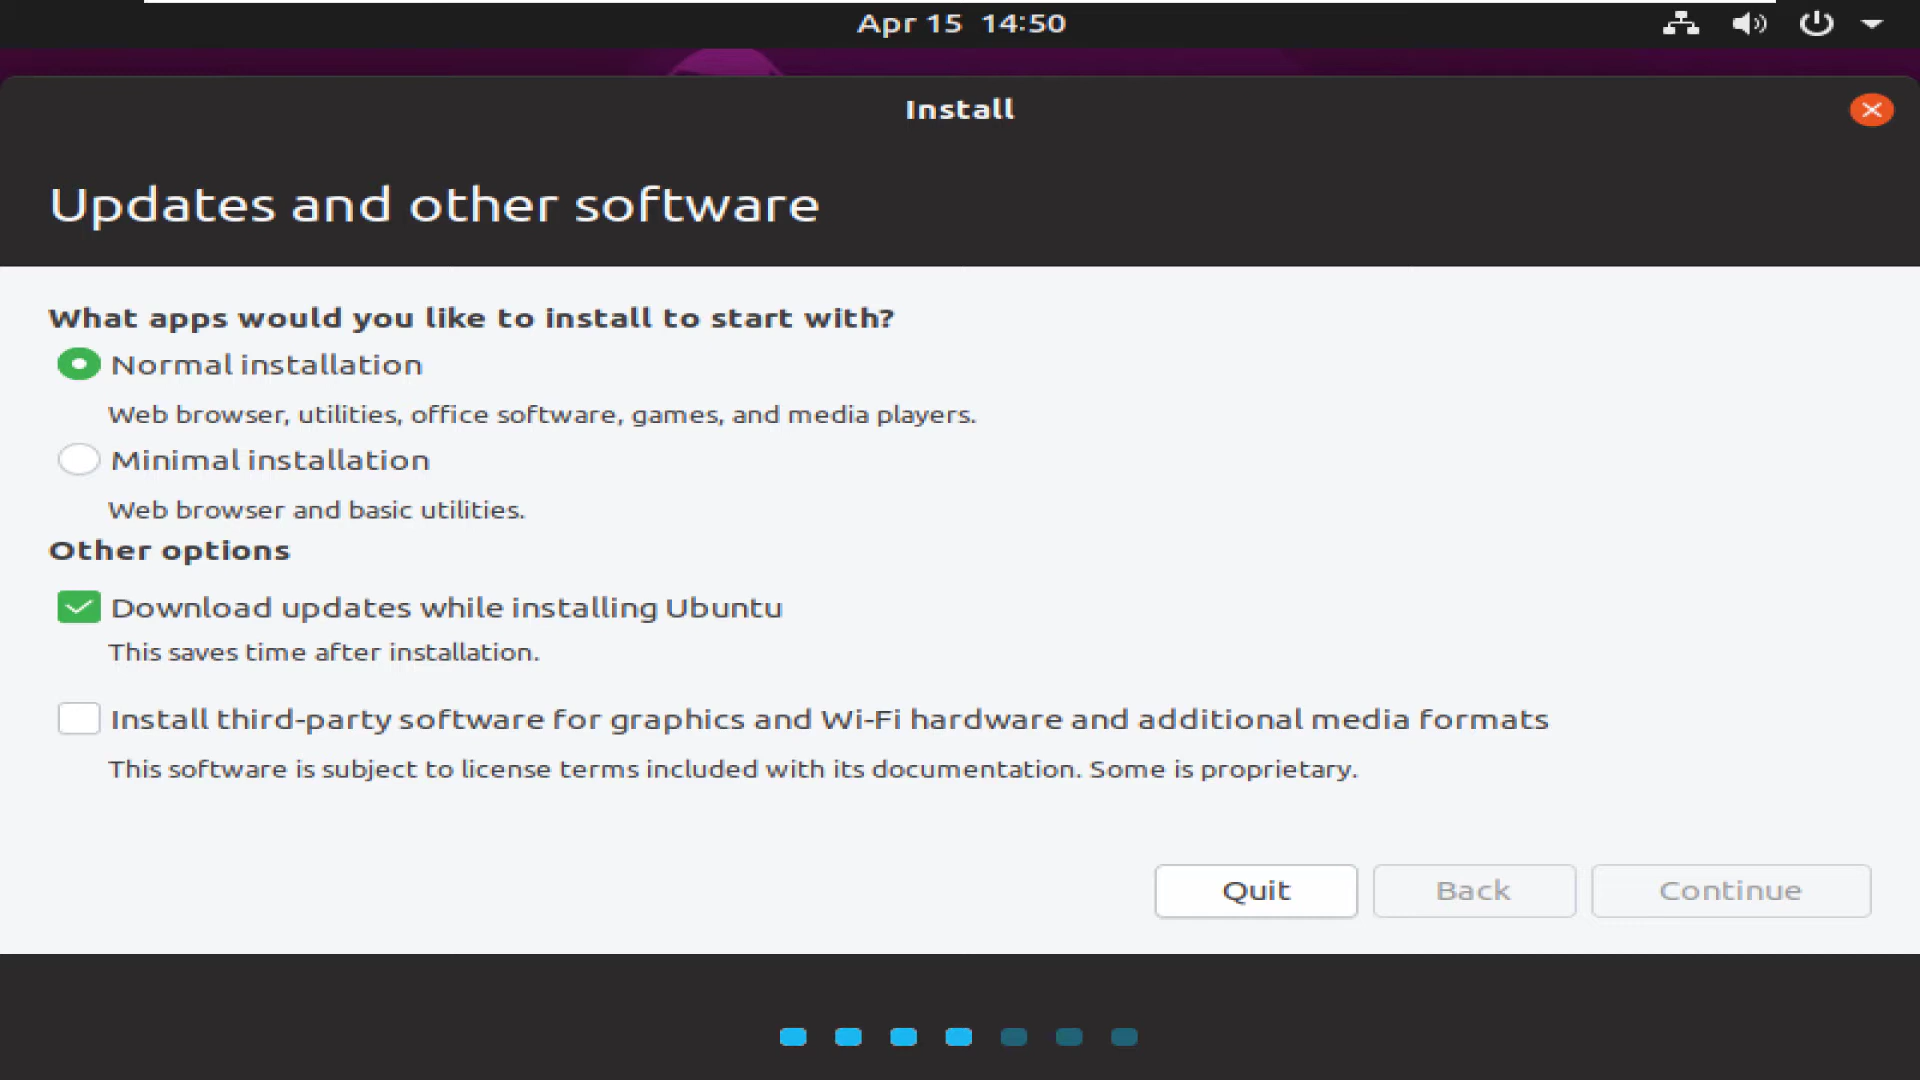 Apr 15 14:50
Install
Updates and other software
What apps would you like to install to start with?
Normal installation
Web browser, utilities, office software, games, and media players.
Minimal installation
Web browser and basic utilities.
Other options
Download updates while installing Ubuntu
This saves time after installation.
Install third-party software for graphics and Wi-Fi hardware and additional media formats
This software is subject to license terms included with its documentation. Some is proprietary.
Quit
Back
Continue